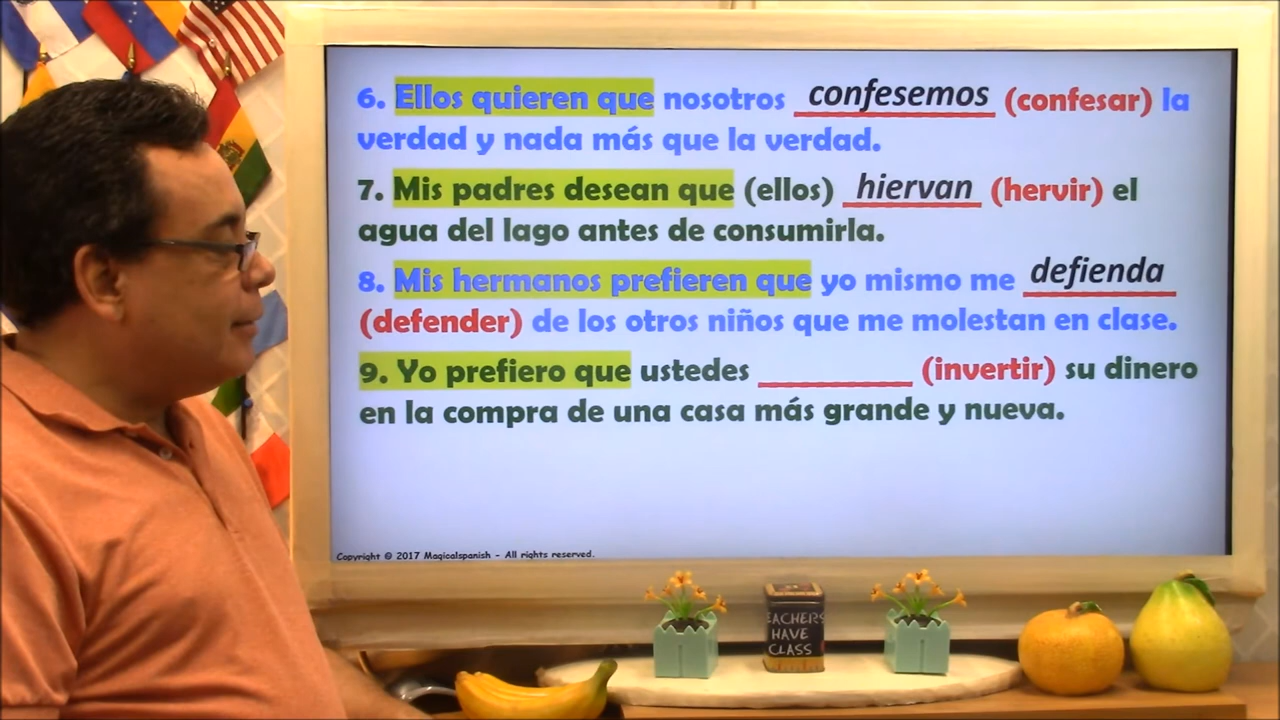 6. Ellos quieren que nosotros confesemos (confesar) la
verdad y nada más que la verdad.
7. Mis padres desean que (ellos) hiervan (hervir) el
agua del lago antes de consumirla.
8. Mis hermanos prefieren que yo mismo me defienda
(defender) de los otros niños que me molestan en clase.
9. Yo prefiero que ustedes __________ (invertir) su dinero
en la compra de una casa más grande y nueva.
Copyright © 2017 Magicalspanish - All rights reserved.
EACHERS
HAVE
CLASS